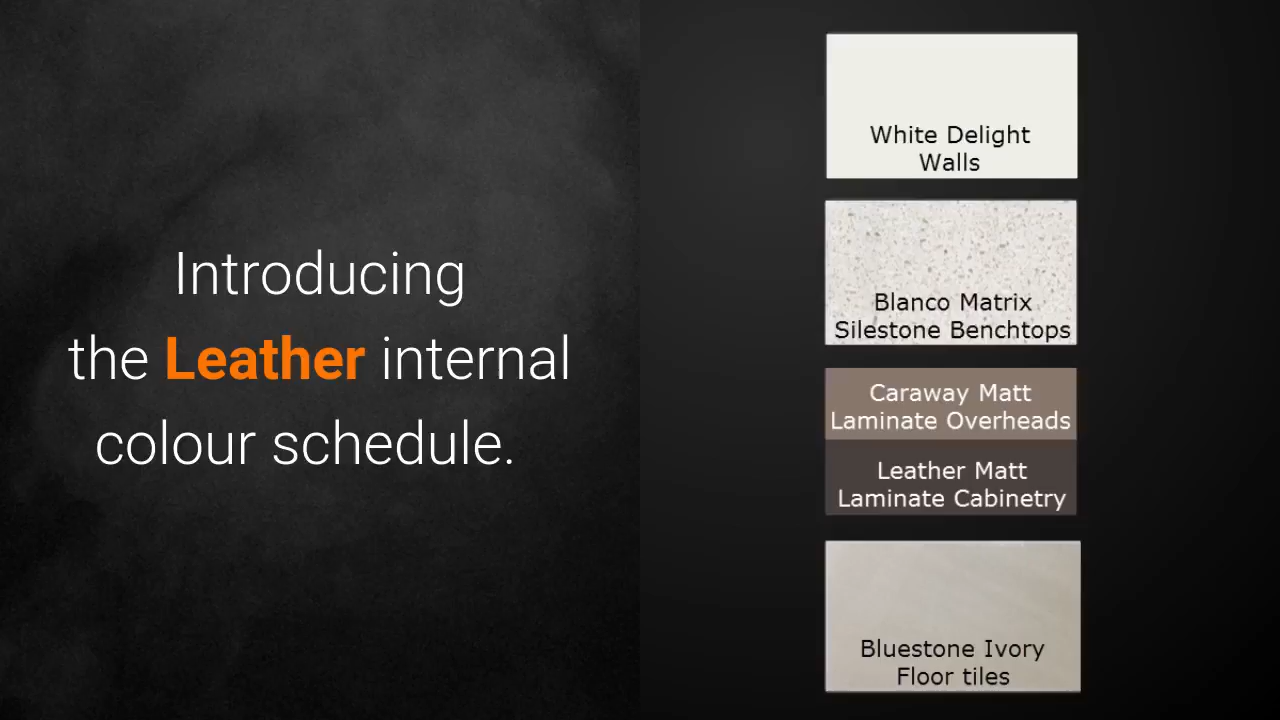 Introducing
the Leather internal
colour schedule.
White Delight
Walls
Blanco Matrix
Silestone Benchtops
Caraway Matt
Laminate Overheads
Leather Matt
Laminate Cabinetry
Bluestone Ivory
Floor tiles